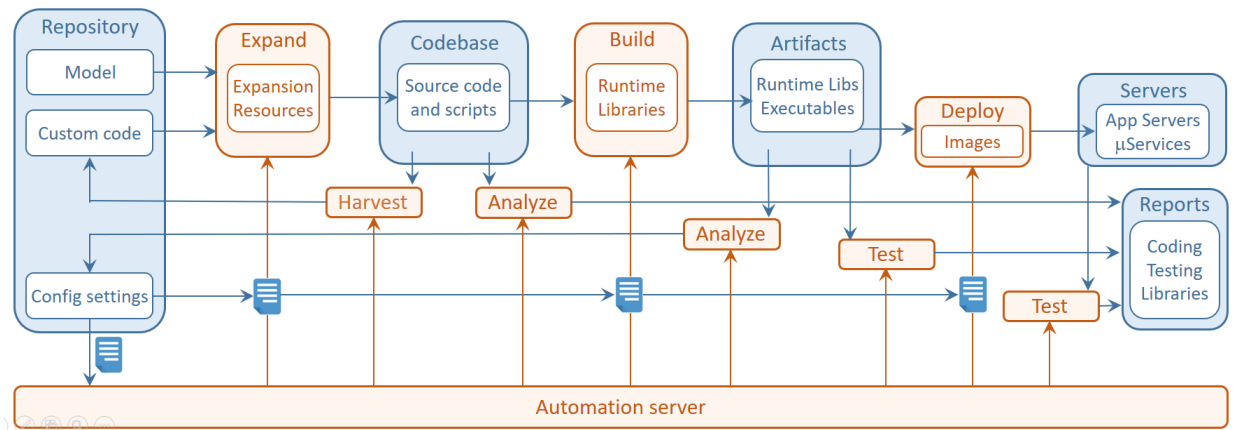 Repository
Model
Custom code
Config settings
Expand
Expansion
Resources
Codebase
Source code
and scripts
Build
Runtime
Libraries
Artifacts
Runtime Libs
Executables
Deploy
Images
Servers
App Servers
µServices
Harvest
Analyze
Analyze
Test
Test
Reports
Coding
Testing
Libraries
Automation server